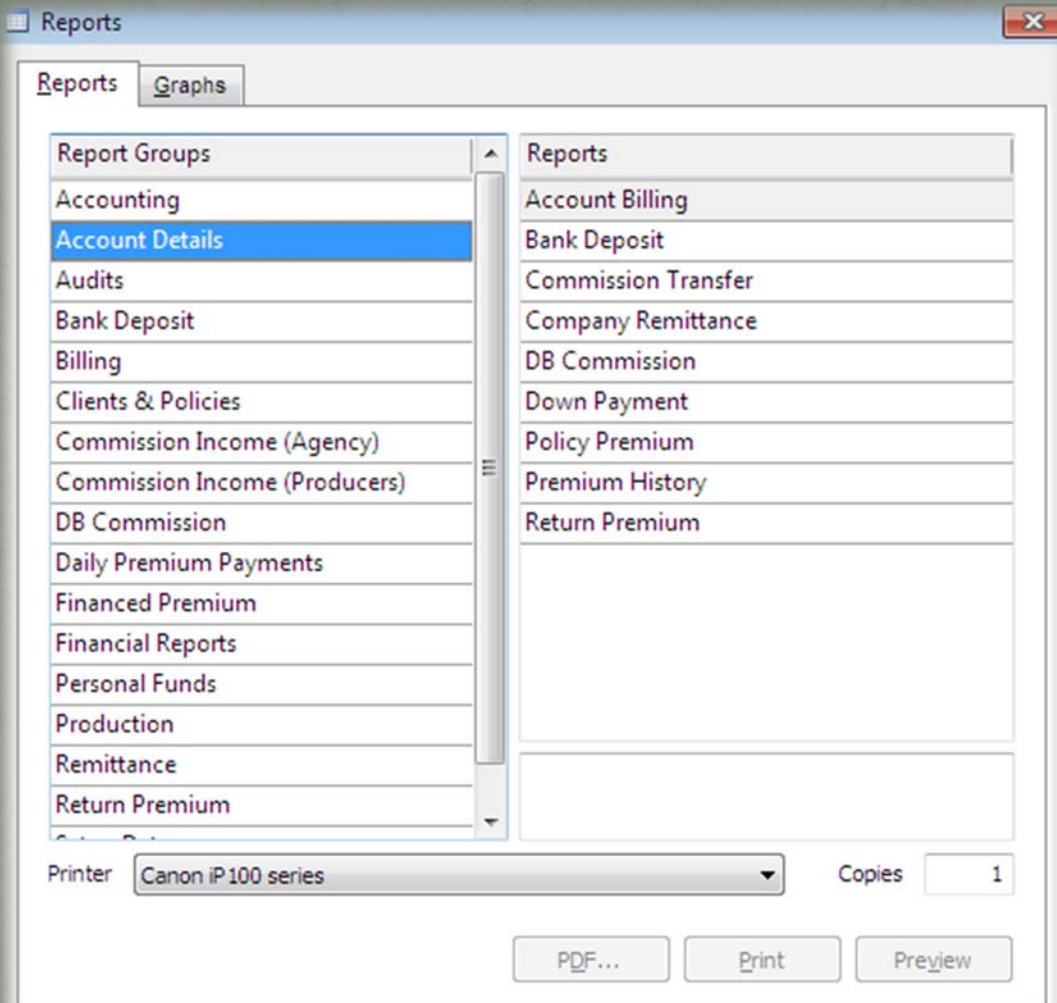 Reports
Reports Graphs
Report Groups
Accounting
Account Details
Audits
Bank Deposit
Billing
Clients & Policies
Commission Income (Agency)
Commission Income (Producers)
DB Commission
Daily Premium Payments
Financed Premium
Financial Reports
Personal Funds
Production
Remittance
Return Premium
Reports
Account Billing
Bank Deposit
Commission Transfer
Company Remittance
DB Commission
Down Payment
Policy Premium
Premium History
Return Premium
Printer Canon iP100 series Copies 1
PDF... Print Preview